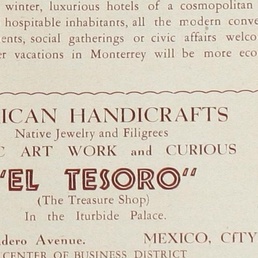 winter, luxurious hotels of a cosmopolitan
hospitable inhabitants, all the modern conve
ents, social gatherings or civic affairs welco
er vacations in Monterrey will be more eco
ICAN HANDICRAFTS
Native Jewelry and Filigrees
C ART WORK and CURIOUS
"EL TESORO"
(The Treasure Shop)
In the Iturbide Palace.
adero Avenue. MEXICO, CITY
CENTER OF BUSINESS DISTRICT